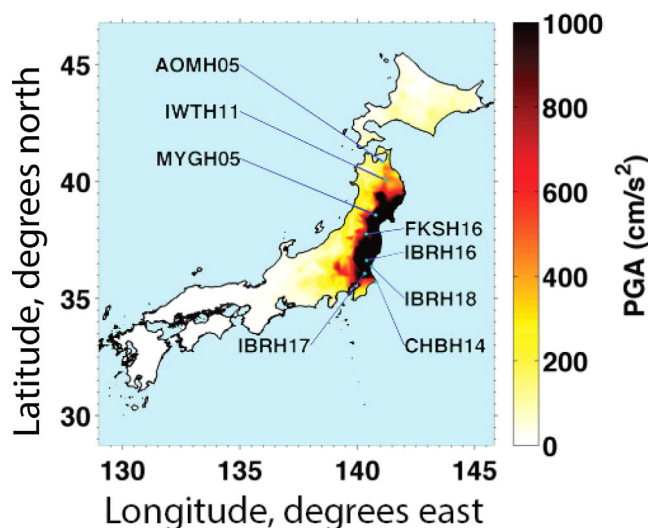 45
40
35
30
130
135
140
145
Latitude, degrees north
Longitude, degrees east
AOMH05
IWTH11
MYGH05
FKSH16
IBRH16
IBRH18
IBRH17
CHBH14
1000
800
600
400
200
0
PGA (cm/s²)